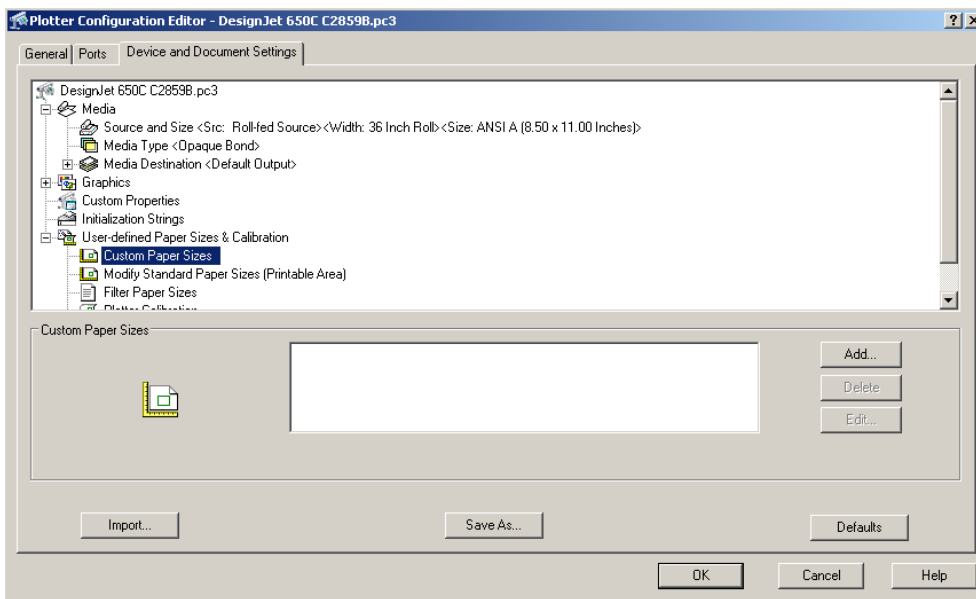 Plotter Configuration Editor - DesignJet 650C C2859B.pc3
General Ports Device and Document Settings
DesignJet 650C C2859B.pc3
Media
Source and Size <Src: Roll-fed Source><Width: 36 Inch Roll><Size: ANSI A (8.50 x 11.00 Inches)>
Media Type <Opaque Bond>
Media Destination <Default Output>
Graphics
Custom Properties
Initialization Strings
User-defined Paper Sizes & Calibration
Custom Paper Sizes
Modify Standard Paper Sizes (Printable Area)
Filter Paper Sizes
Plotter Calibration
Custom Paper Sizes
Add...
Delete
Edit...
Import... Save As... Defaults
OK Cancel Help